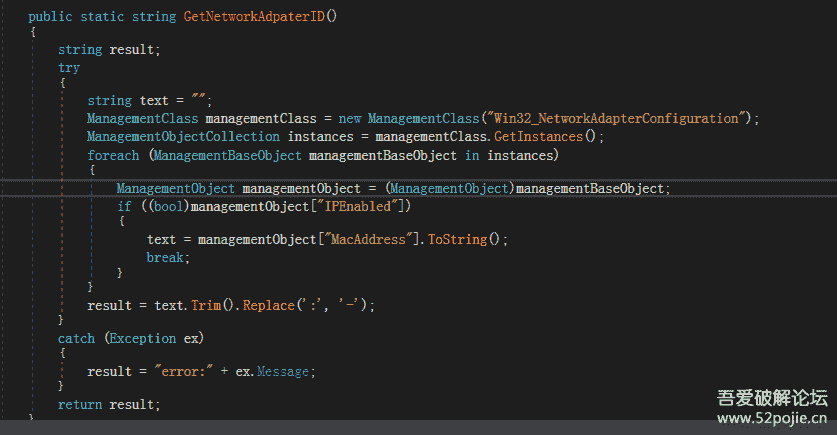 public static string GetNetworkAdpaterID()
{
string result;
try
{
string text = "";
ManagementClass managementClass = new ManagementClass("Win32_NetworkAdapterConfiguration");
ManagementObjectCollection instances = managementClass.GetInstances();
foreach (ManagementBaseObject managementBaseObject in instances)
{
ManagementObject managementObject = (ManagementObject)managementBaseObject;
if ((bool)managementObject["IPEnabled"])
{
text = managementObject["MacAddress"].ToString();
break;
}
}
result = text.Trim().Replace(':', '-');
}
catch (Exception ex)
{
result = "error:" + ex.Message;
}
return result;
}
吾爱破解论坛
www.52pojie.cn